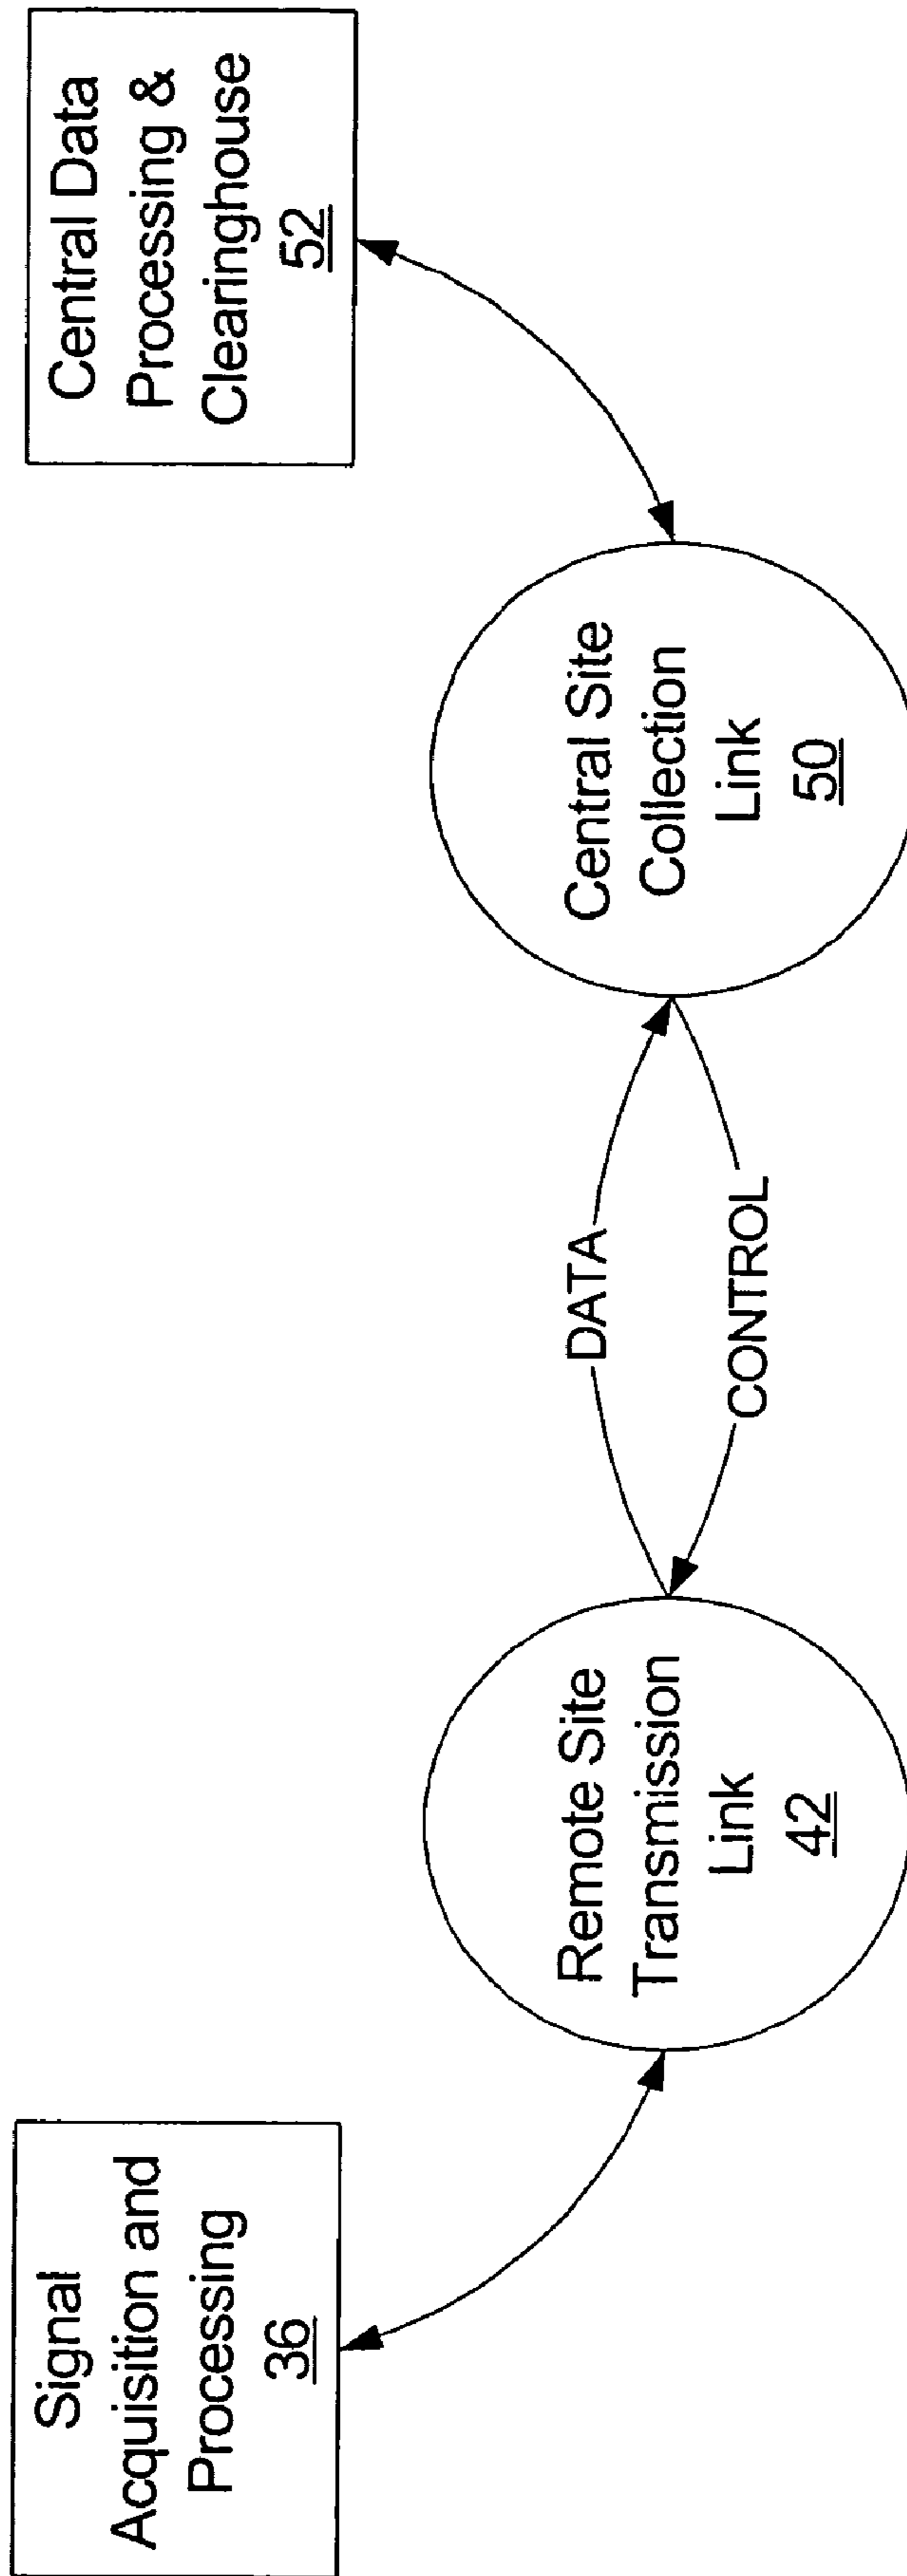 Signal
Acquisition and
Processing
36
Remote Site
Transmission
Link
42
DATA
CONTROL
Central Site
Collection
Link
50
Central Data
Processing &
Clearinghouse
52